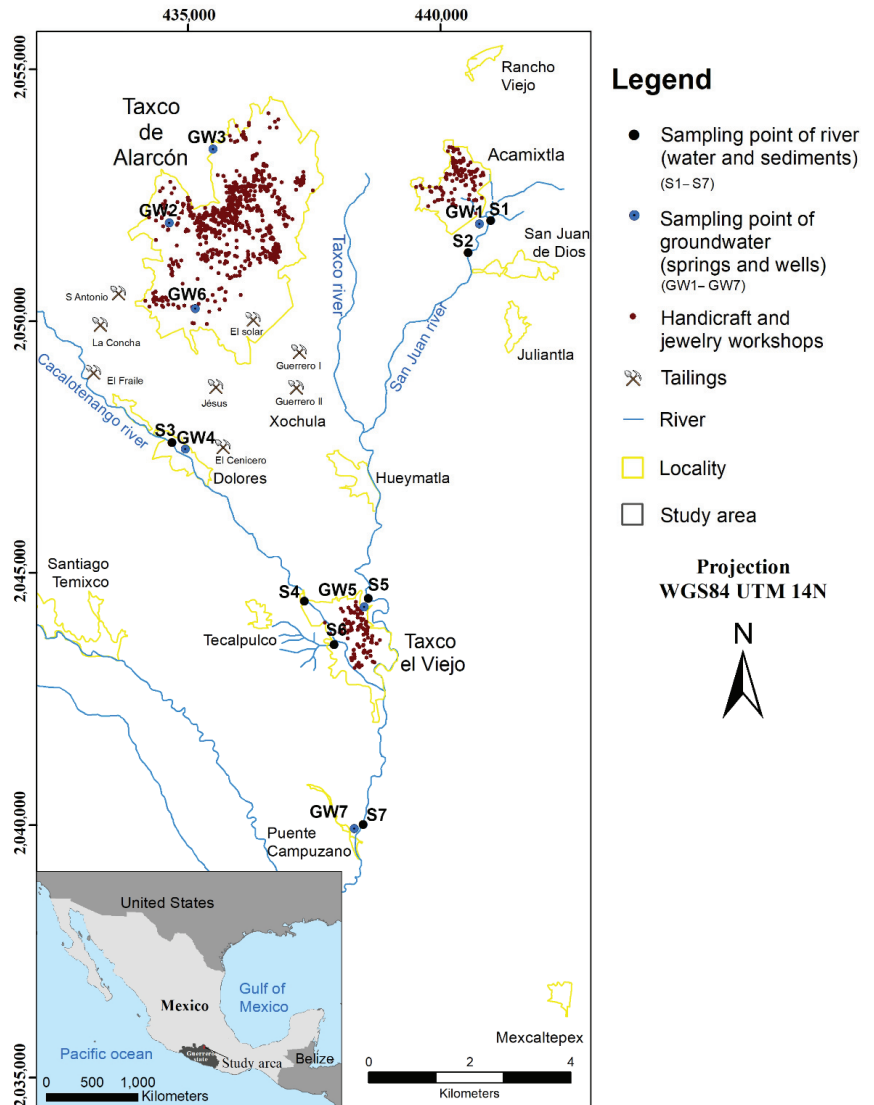 435,000
440,000
2,055,000
2,050,000
2,045,000
2,040,000
2,035,000
Rancho
Viejo
Taxco
de
Alarcón
GW3
Acamixtla
GW2
GW1
S1
S2
San Juan
de Dios
GW6
S Antonio
La Concha
El solar
Taxco river
San Juan river
Juliantla
El Fraile
Guerrero I
Jésus
Guerrero II
Xochula
Cacalotenango river
S3
GW4
El Cenicero
Dolores
Hueymatla
Santiago
Temixco
S4
GW5
S5
Tecalpulco
S6
Taxco
el Viejo
GW7
S7
Puente
Campuzano
Mexcaltepex
United States
Gulf of
Mexico
Mexico
Pacific ocean
Guerrero
state
Study area
Belize
0 500 1,000
Kilometers
0 2 4
Kilometers
Legend
Sampling point of river
(water and sediments)
(S1– S7)
Sampling point of
groundwater
(springs and wells)
(GW1– GW7)
Handicraft and
jewelry workshops
Tailings
River
Locality
Study area
Projection
WGS84 UTM 14N
N